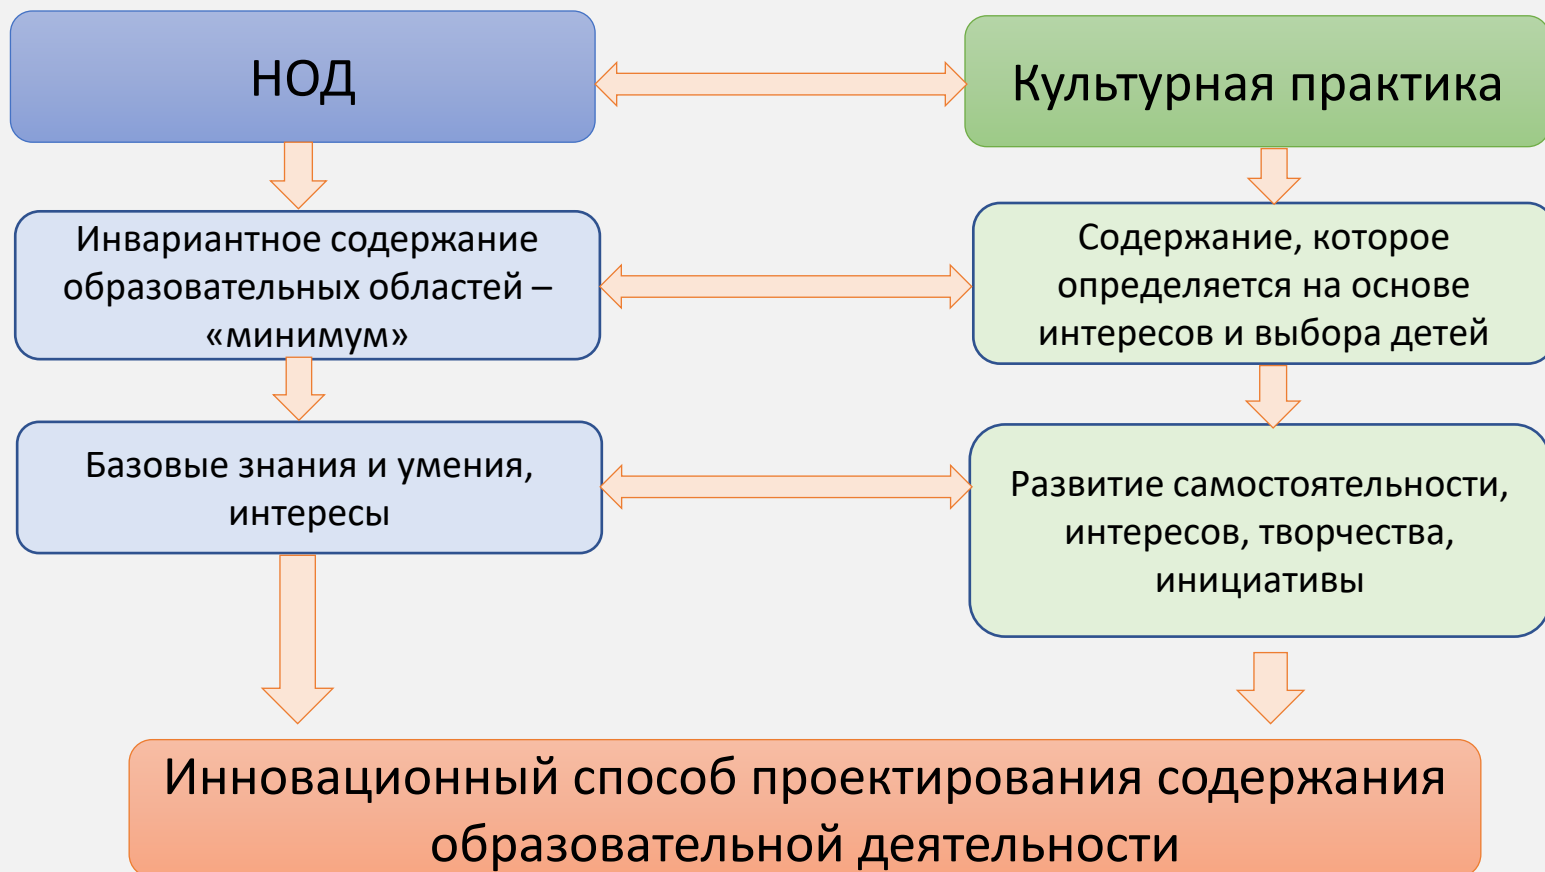 НОД
Культурная практика
Инвариантное содержание
образовательных областей –
«минимум»
Содержание, которое
определяется на основе
интересов и выбора детей
Базовые знания и умения,
интересы
Развитие самостоятельности,
интересов, творчества,
инициативы
Инновационный способ проектирования содержания
образовательной деятельности